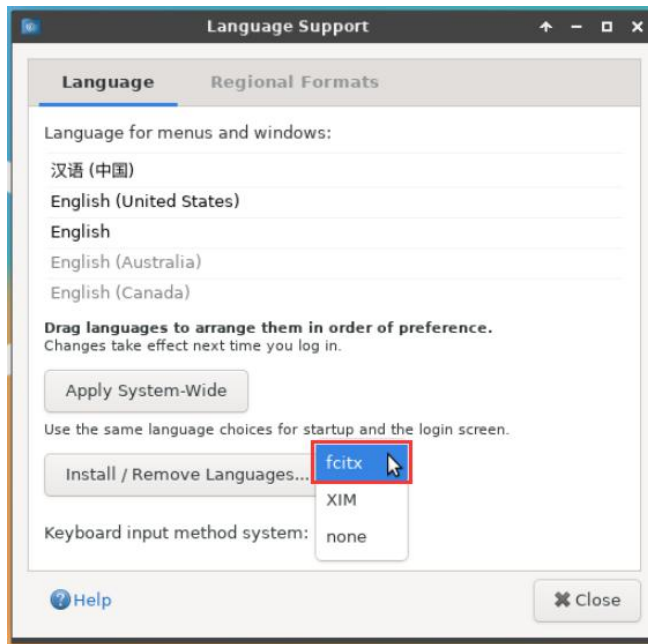 Language Support
Language Regional Formats
Language for menus and windows:
汉语 (中国)
English (United States)
English
English (Australia)
English (Canada)
Drag languages to arrange them in order of preference.
Changes take effect next time you log in.
Apply System-Wide
Use the same language choices for startup and the login screen.
Install / Remove Languages...
fcitx
XIM
Keyboard input method system:
none
Help
Close